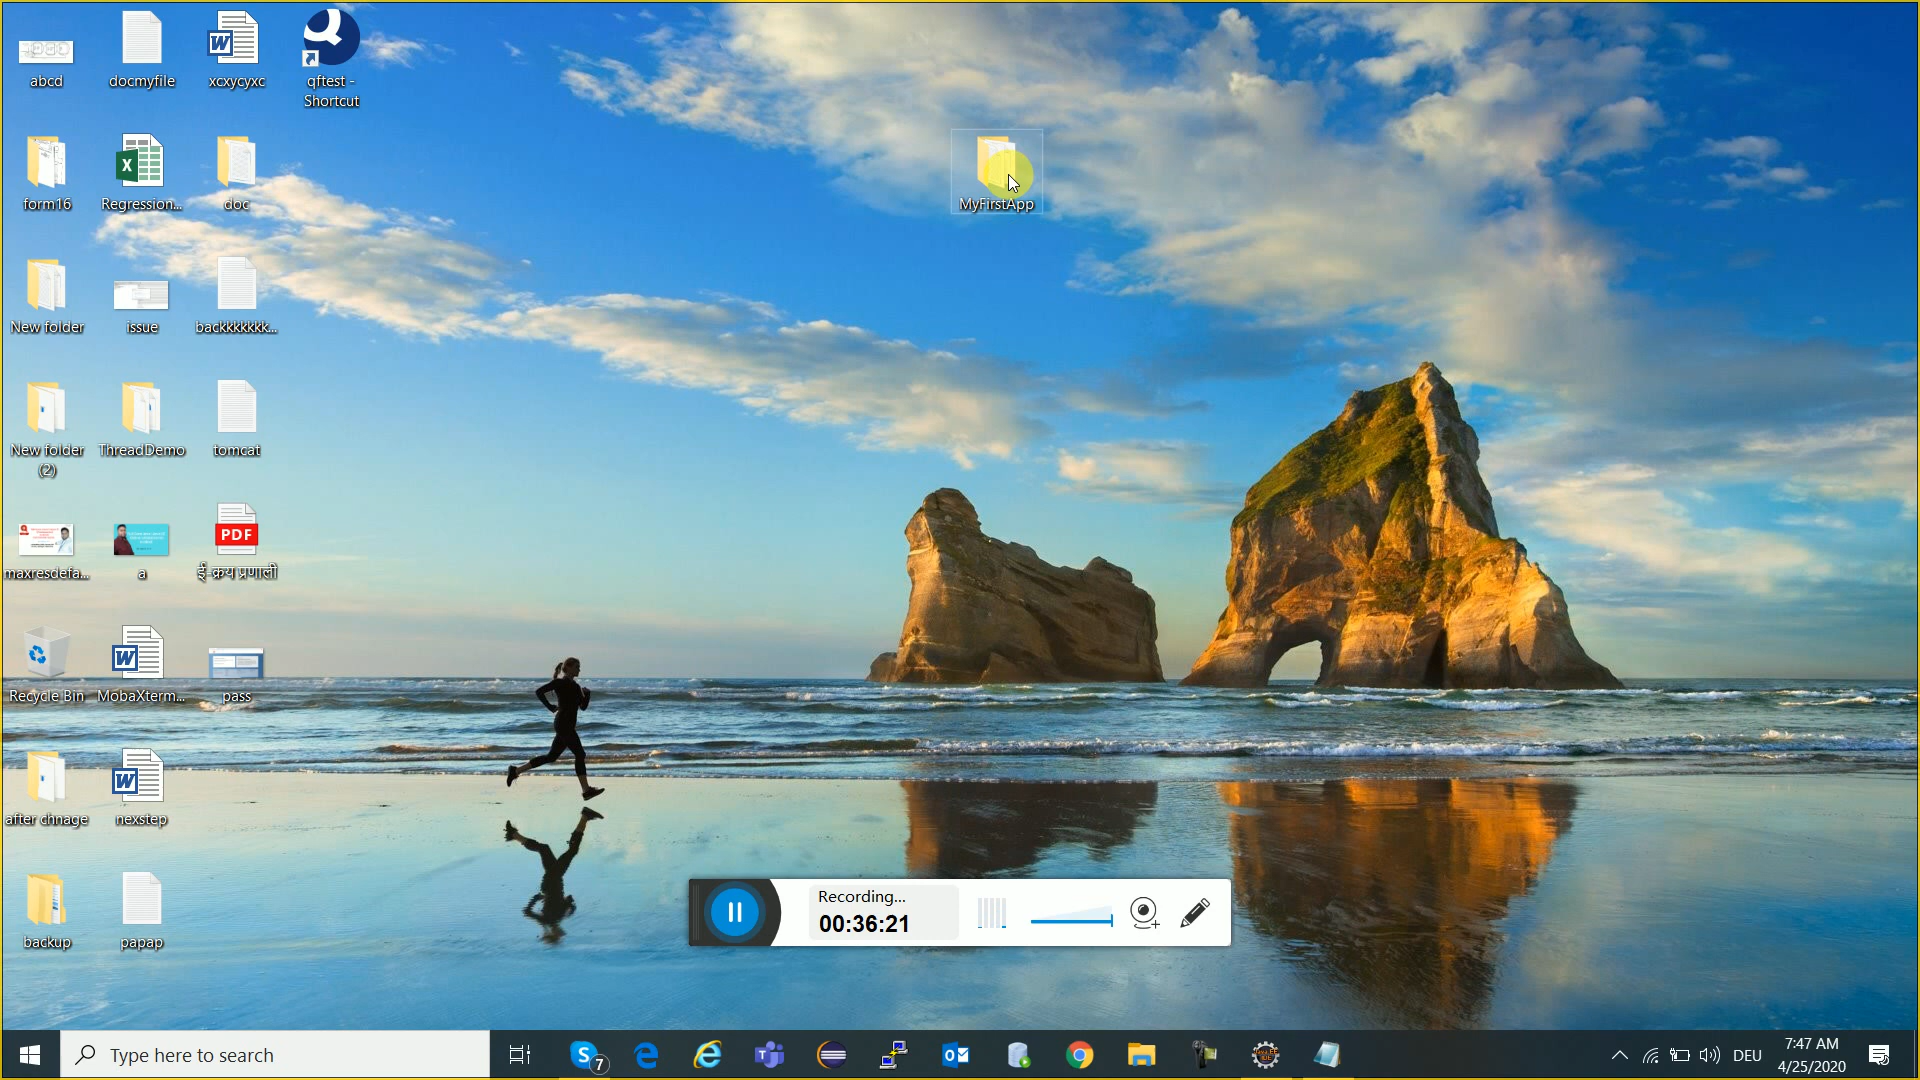 abcd
docmyfile
xcxycyxc
qftest -
Shortcut
form16
Regression...
doc
MyFirstApp
New folder
issue
backkkkkkk...
New folder
(2)
ThreadDemo
tomcat
maxresdefa...
a
PDF
ई-क्रय प्रणाली
Recycle Bin
MobaXterm...
pass
after chnage
nexstep
backup
papap
Recording...
00:36:21
Type here to search
7
DEU
7:47 AM
4/25/2020